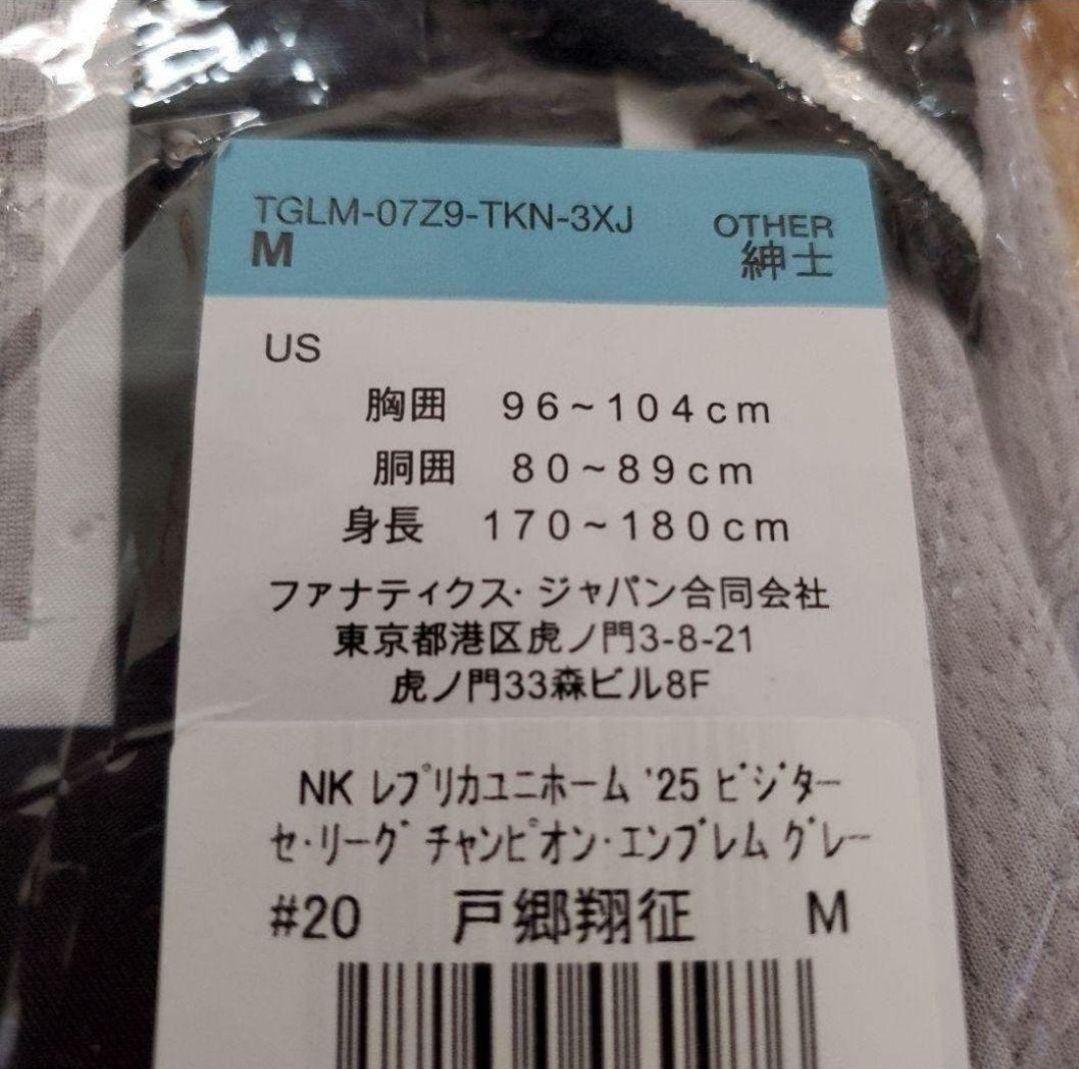 TGLM-07Z9-TKN-3XJ OTHER
M 紳士
US
胸囲 96~104cm
胴囲 80~89cm
身長 170~180cm
ファナティクス・ジャパン合同会社
東京都港区虎ノ門3-8-21
虎ノ門33森ビル8F
NK ﾚﾌﾟﾘｶﾕﾆﾎｰﾑ '25 ﾋﾞｼﾞﾀｰ
ｾ･ﾘｰｸﾞ ﾁｬﾝﾋﾟｵﾝ･ｴﾝﾌﾞﾚﾑ ｸﾞﾚｰ
#20 戸郷翔征 M